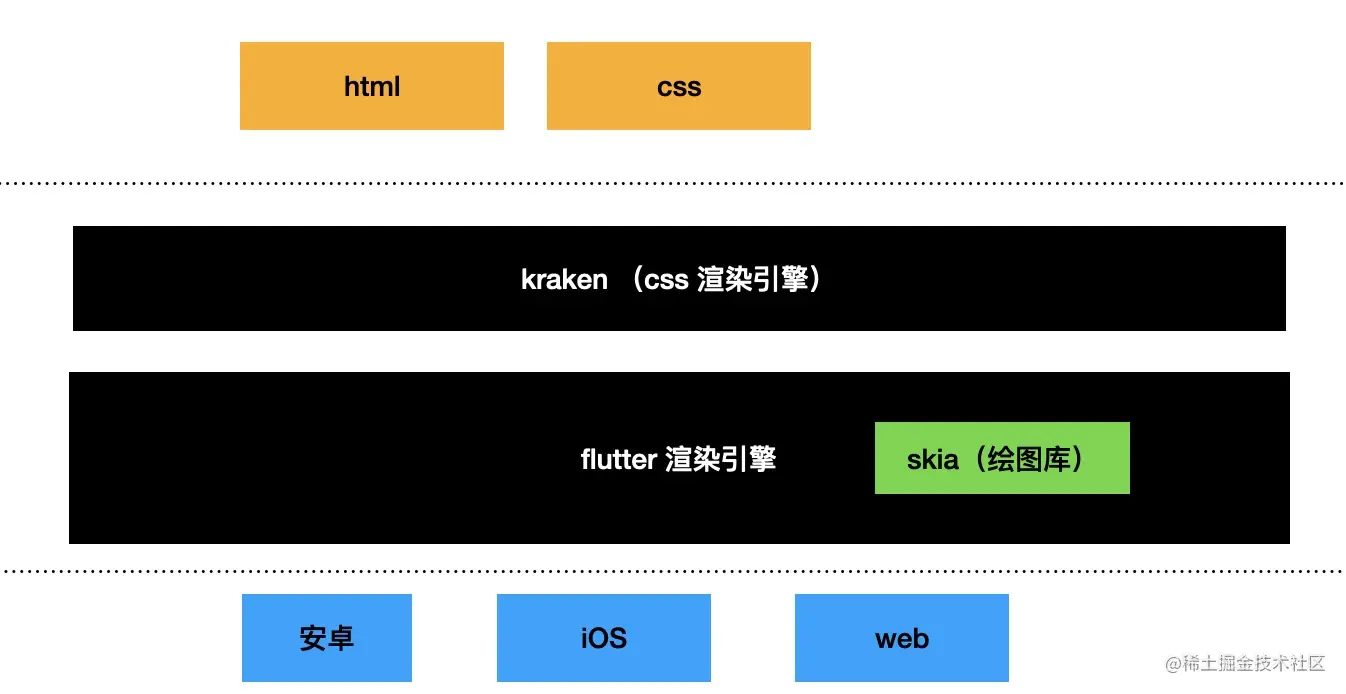 html
css
kraken （css 渲染引擎）
flutter 渲染引擎
skia（绘图库）
安卓
iOS
web
@稀土掘金技术社区